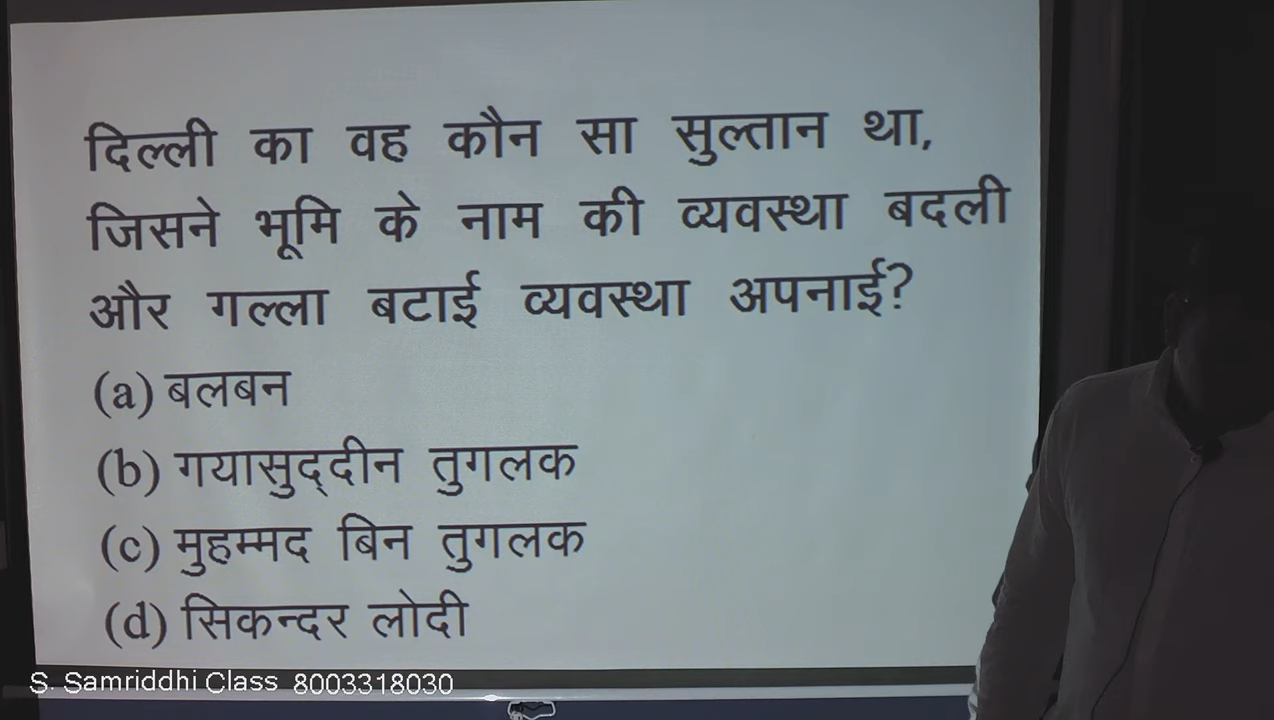 दिल्ली का वह कौन सा सुल्तान था,
जिसने भूमि के नाम की व्यवस्था बदली
और गल्ला बटाई व्यवस्था अपनाई?
(a) बलबन
(b) गयासुद्दीन तुगलक
(c) मुहम्मद बिन तुगलक
(d) सिकन्दर लोदी
S. Samriddhi Class 8003318030